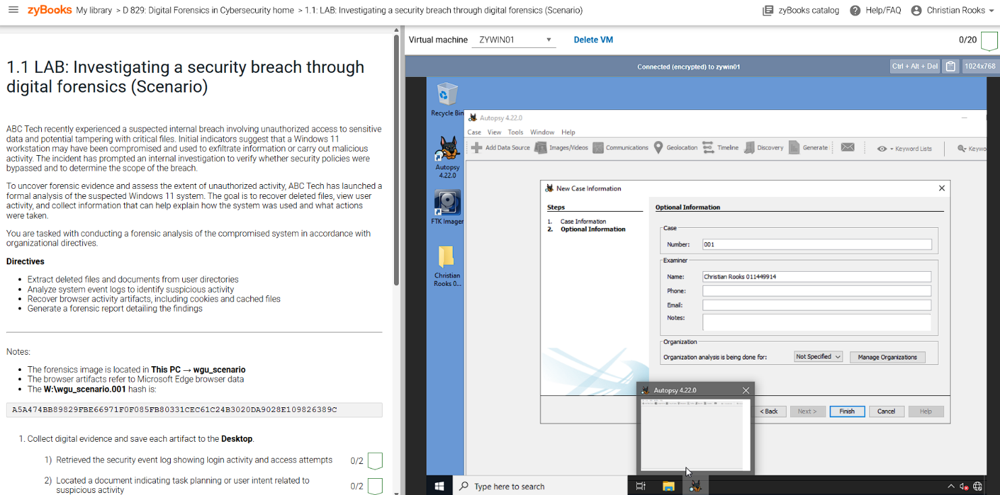 zyBooks My library > D 829: Digital Forensics in Cybersecurity home > 1.1: LAB: Investigating a security breach through digital forensics (Scenario)
zyBooks catalog
Help/FAQ
Christian Rooks
1.1 LAB: Investigating a security breach through
digital forensics (Scenario)
ABC Tech recently experienced a suspected internal breach involving unauthorized access to sensitive
data and potential tampering with critical files. Initial indicators suggest that a Windows 11
workstation may have been compromised and used to exfiltrate information or carry out malicious
activity. The incident has prompted an internal investigation to verify whether security policies were
bypassed and to determine the scope of the breach.
To uncover forensic evidence and assess the extent of unauthorized activity, ABC Tech has launched a
formal analysis of the suspected Windows 11 system. The goal is to recover deleted files, view user
activity, and collect information that can help explain how the system was used and what actions
were taken.
You are tasked with conducting a forensic analysis of the compromised system in accordance with
organizational directives.
Directives
• Extract deleted files and documents from user directories
• Analyze system event logs to identify suspicious activity
• Recover browser activity artifacts, including cookies and cached files
• Generate a forensic report detailing the findings
Notes:
• The forensics image is located in This PC → wgu_scenario
• The browser artifacts refer to Microsoft Edge browser data
• The W:\wgu_scenario.001 hash is:
A5A474BB89829FBE66971F0F085FB80331CEC61C24B3020DA9028E109826389C
1. Collect digital evidence and save each artifact to the Desktop.
1) Retrieved the security event log showing login activity and access attempts
0/2
2) Located a document indicating task planning or user intent related to
suspicious activity
0/2
Virtual machine
ZYWIN01
Delete VM
0/20
Connected (encrypted) to zywin01
Ctrl + Alt + Del
1024x768
Recycle Bin
Autopsy
4.22.0
FTK Imager
Christian
Rooks 0...
Autopsy 4.22.0
Case View Tools Window Help
Add Data Source
Images/Videos
Communications
Geolocation
Timeline
Discovery
Generate
Keyword Lists
Keywo
New Case Information
Steps
1. Case Information
2. Optional Information
Optional Information
Case
Number: 001
Examiner
Name: Christian Rooks 011449914
Phone:
Email:
Notes:
Organization
Organization analysis is being done for: Not Specified
Manage Organizations
< Back
Next >
Finish
Cancel
Help
Autopsy 4.22.0
Type here to search